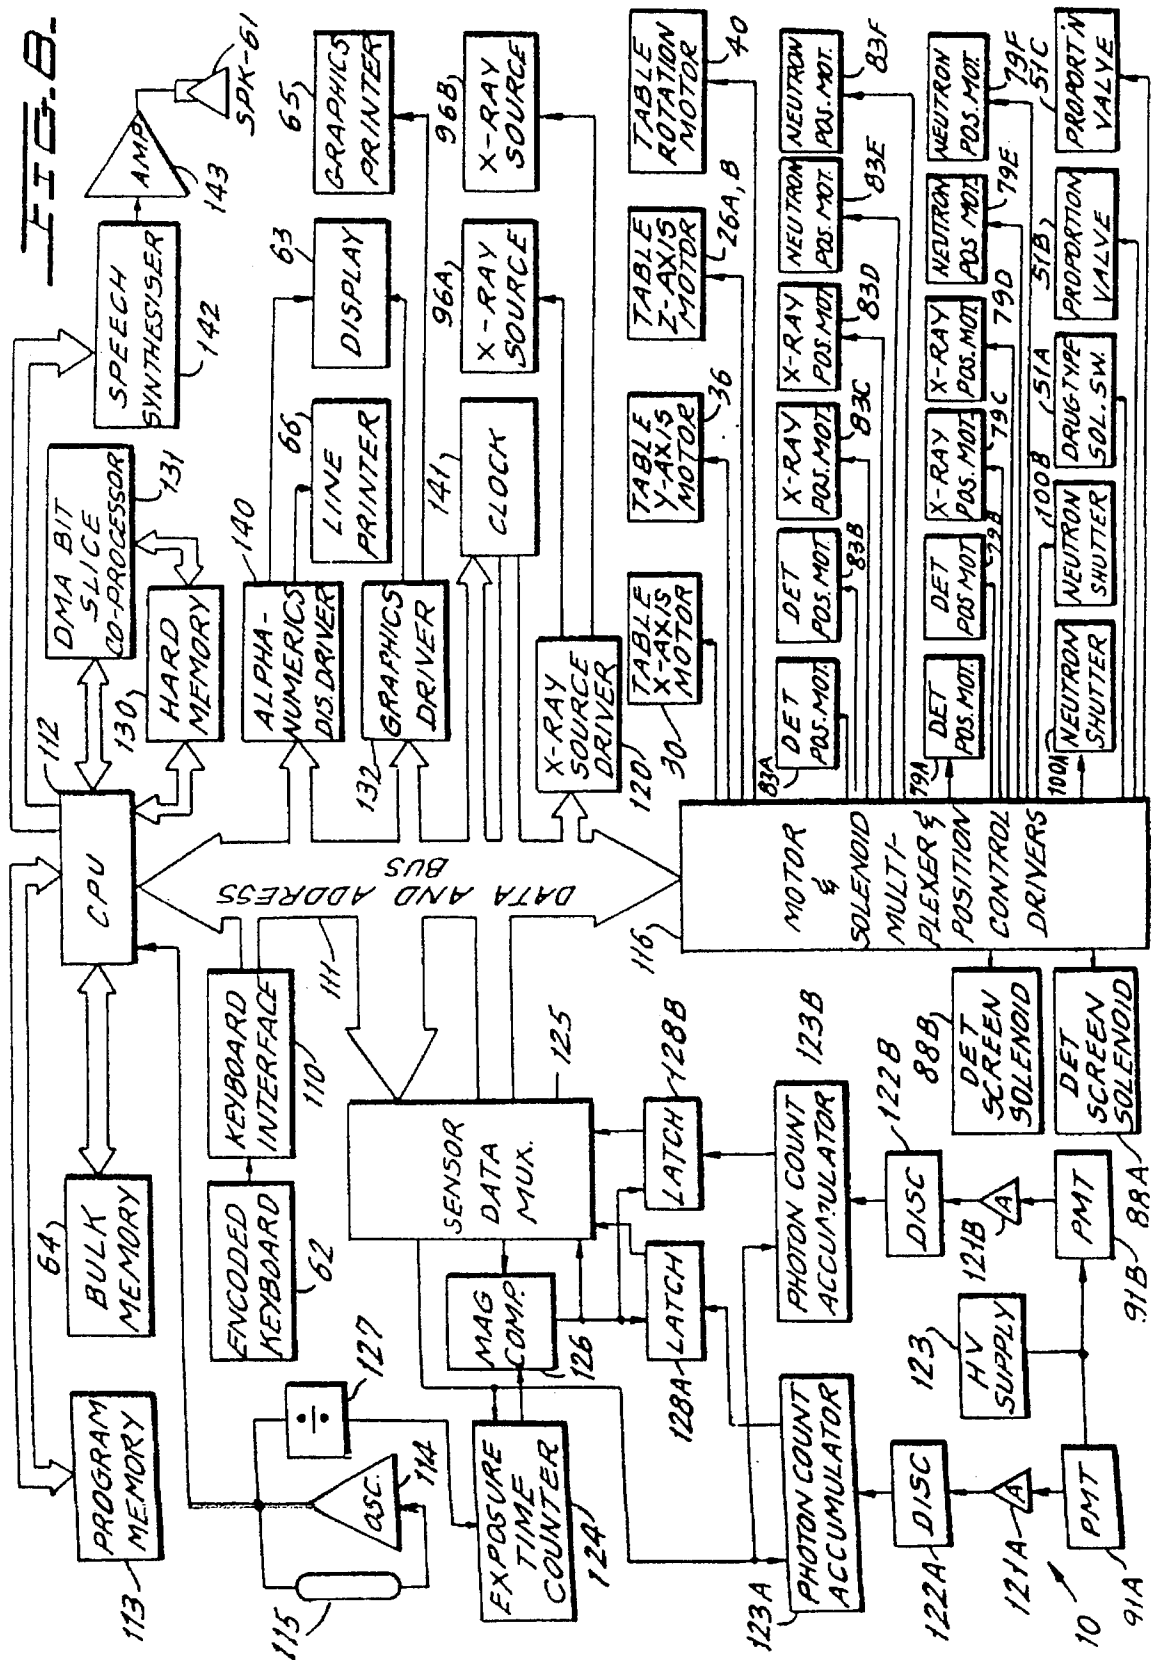 FIG. 8.
113
PROGRAM
MEMORY
64
BULK
MEMORY
112
CPU
DMA BIT
SLICE
CO-PROCESSOR
131
130
HARD
MEMORY
SPEECH
SYNTHESISER
142
AMP
143
SPK-61
115
OSC.
114
÷
127
ENCODED
KEYBOARD
62
KEYBOARD
INTERFACE
110
111
DATA AND ADDRESS
BUS
ALPHA-
NUMERICS
DIS. DRIVER
140
LINE
PRINTER
66
DISPLAY
63
GRAPHICS
PRINTER
65
132
GRAPHICS
DRIVER
141
CLOCK
96A
X-RAY
SOURCE
96B
X-RAY
SOURCE
X-RAY
SOURCE
DRIVER
120
EXPOSURE
TIME
COUNTER
124
MAG
COMP.
126
SENSOR
DATA
MUX.
125
LATCH
128A
LATCH
128B
123A
PHOTON COUNT
ACCUMULATOR
PHOTON COUNT
ACCUMULATOR
123B
122A
DISC
DISC
122B
121A
A
121B
A
10
PMT
91A
123
HV
SUPPLY
PMT
91B
88B
DET
SCREEN
SOLENOID
DET
SCREEN
SOLENOID
88A
116
MOTOR
&
SOLENOID
MULTI-
PLEXER &
POSITION
CONTROL
DRIVERS
30
TABLE
X-AXIS
MOTOR
TABLE
Y-AXIS
MOTOR
36
TABLE
Z-AXIS
MOTOR
26A, B
TABLE
ROTATION
MOTOR
40
83A
DET
POS. MOT.
DET
POS. MOT.
83B
X-RAY
POS. MOT.
83C
X-RAY
POS. MOT.
83D
NEUTRON
POS. MOT.
83E
NEUTRON
POS. MOT.
83F
79A
DET
POS. MOT.
DET
POS MOT
79B
X-RAY
POS. MOT.
79C
X-RAY
POS. MOT.
79D
NEUTRON
POS MOT.
79E
NEUTRON
POS. MOT.
79F
100A
NEUTRON
SHUTTER
100B
NEUTRON
SHUTTER
51A
DRUG-TYPE
SOL. SW.
51B
PROPORTION
VALVE
51C
PROPORT'N
VALVE